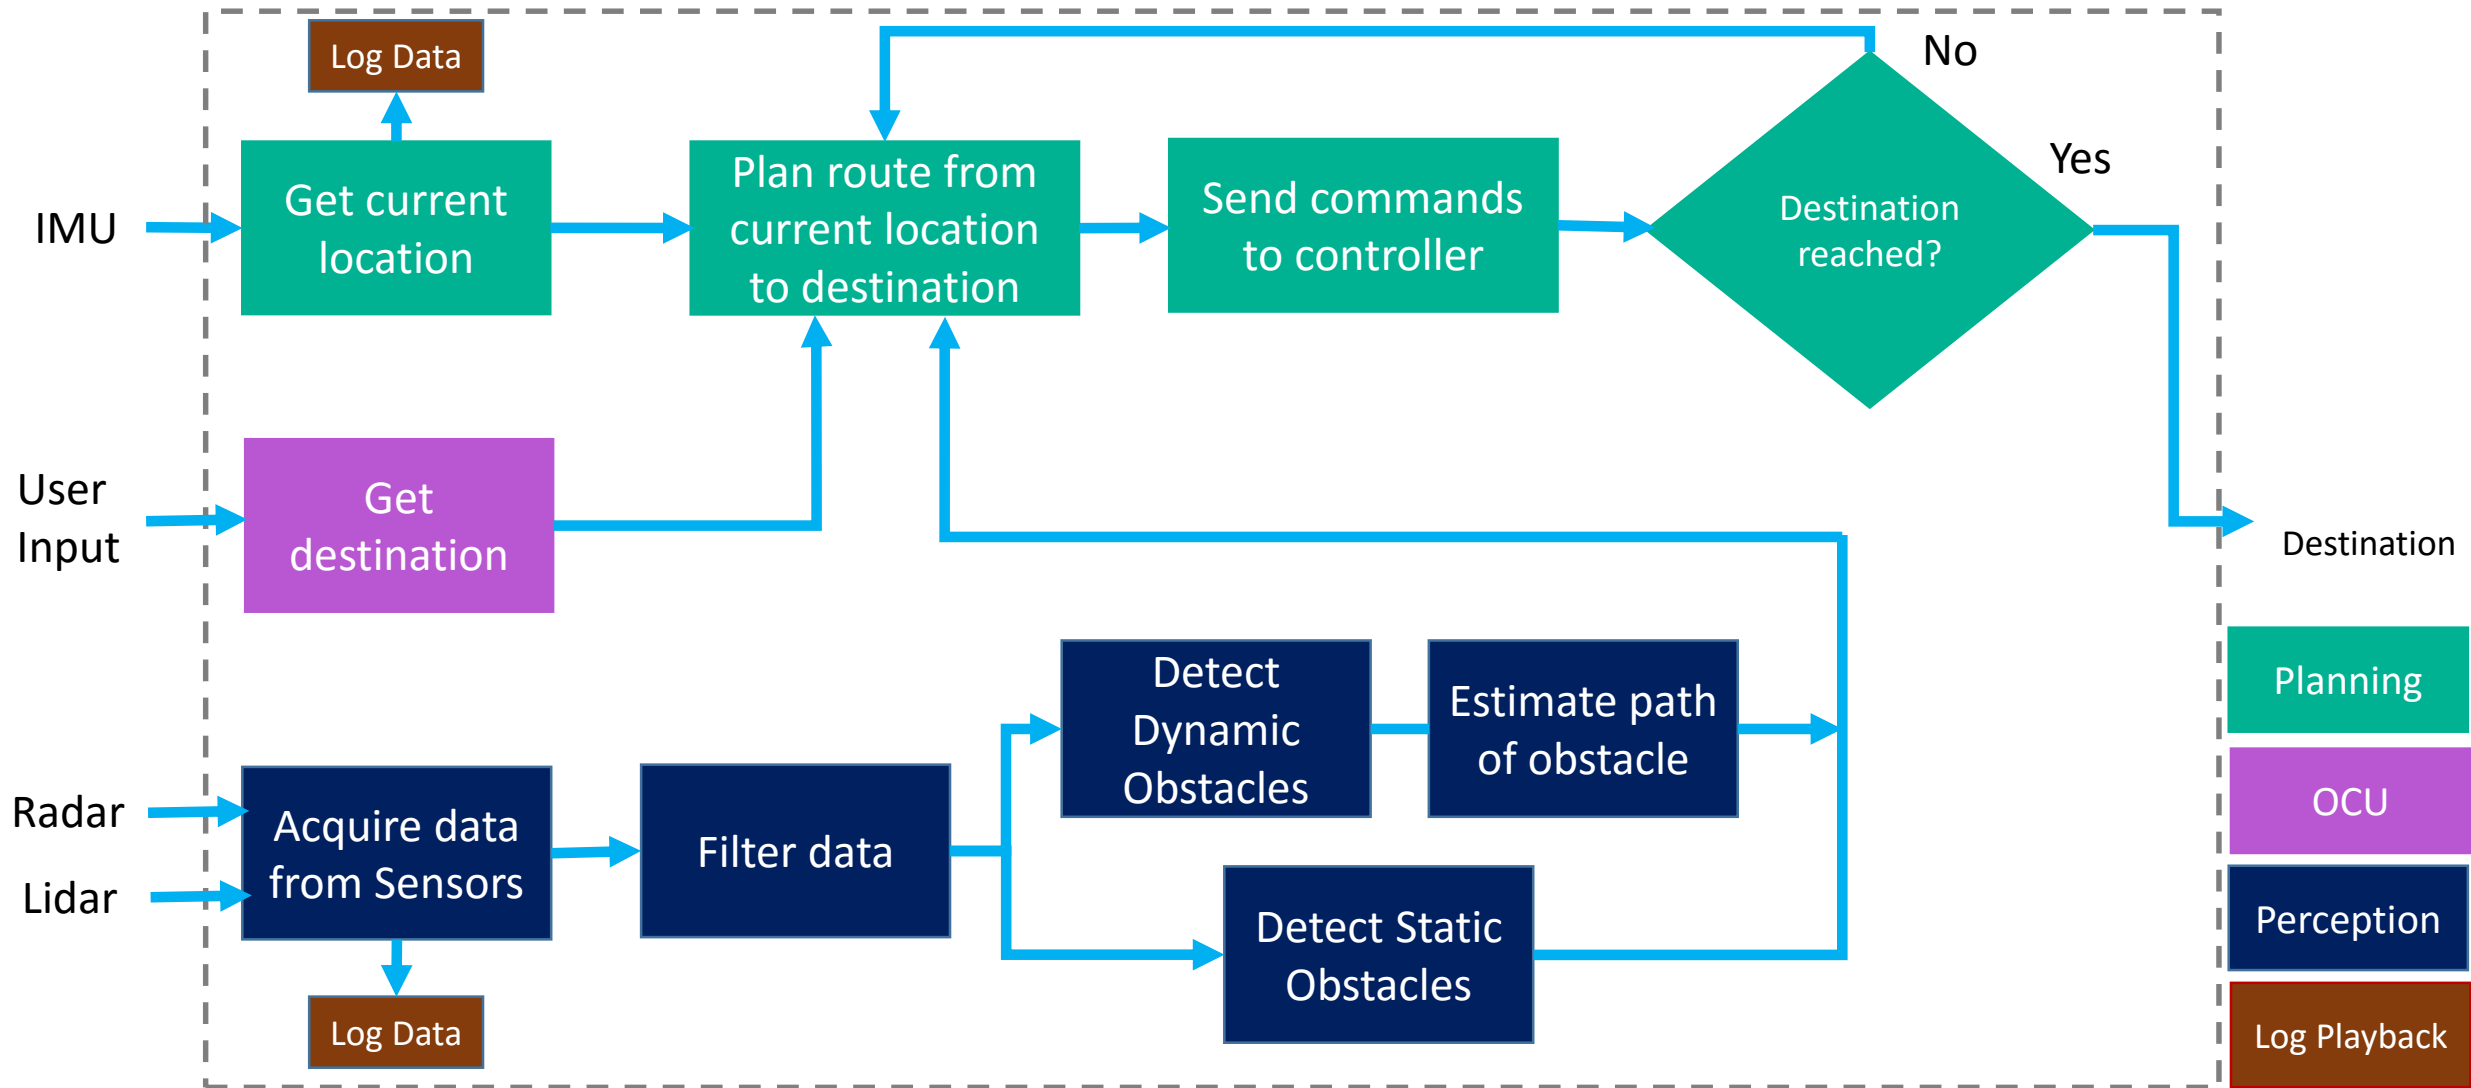 Log Data
No
IMU
Get current
location
Plan route from
current location
to destination
Send commands
to controller
Destination
reached?
Yes
User
Input
Get
destination
Destination
Radar
Lidar
Acquire data
from Sensors
Filter data
Detect
Dynamic
Obstacles
Estimate path
of obstacle
Detect Static
Obstacles
Log Data
Planning
OCU
Perception
Log Playback